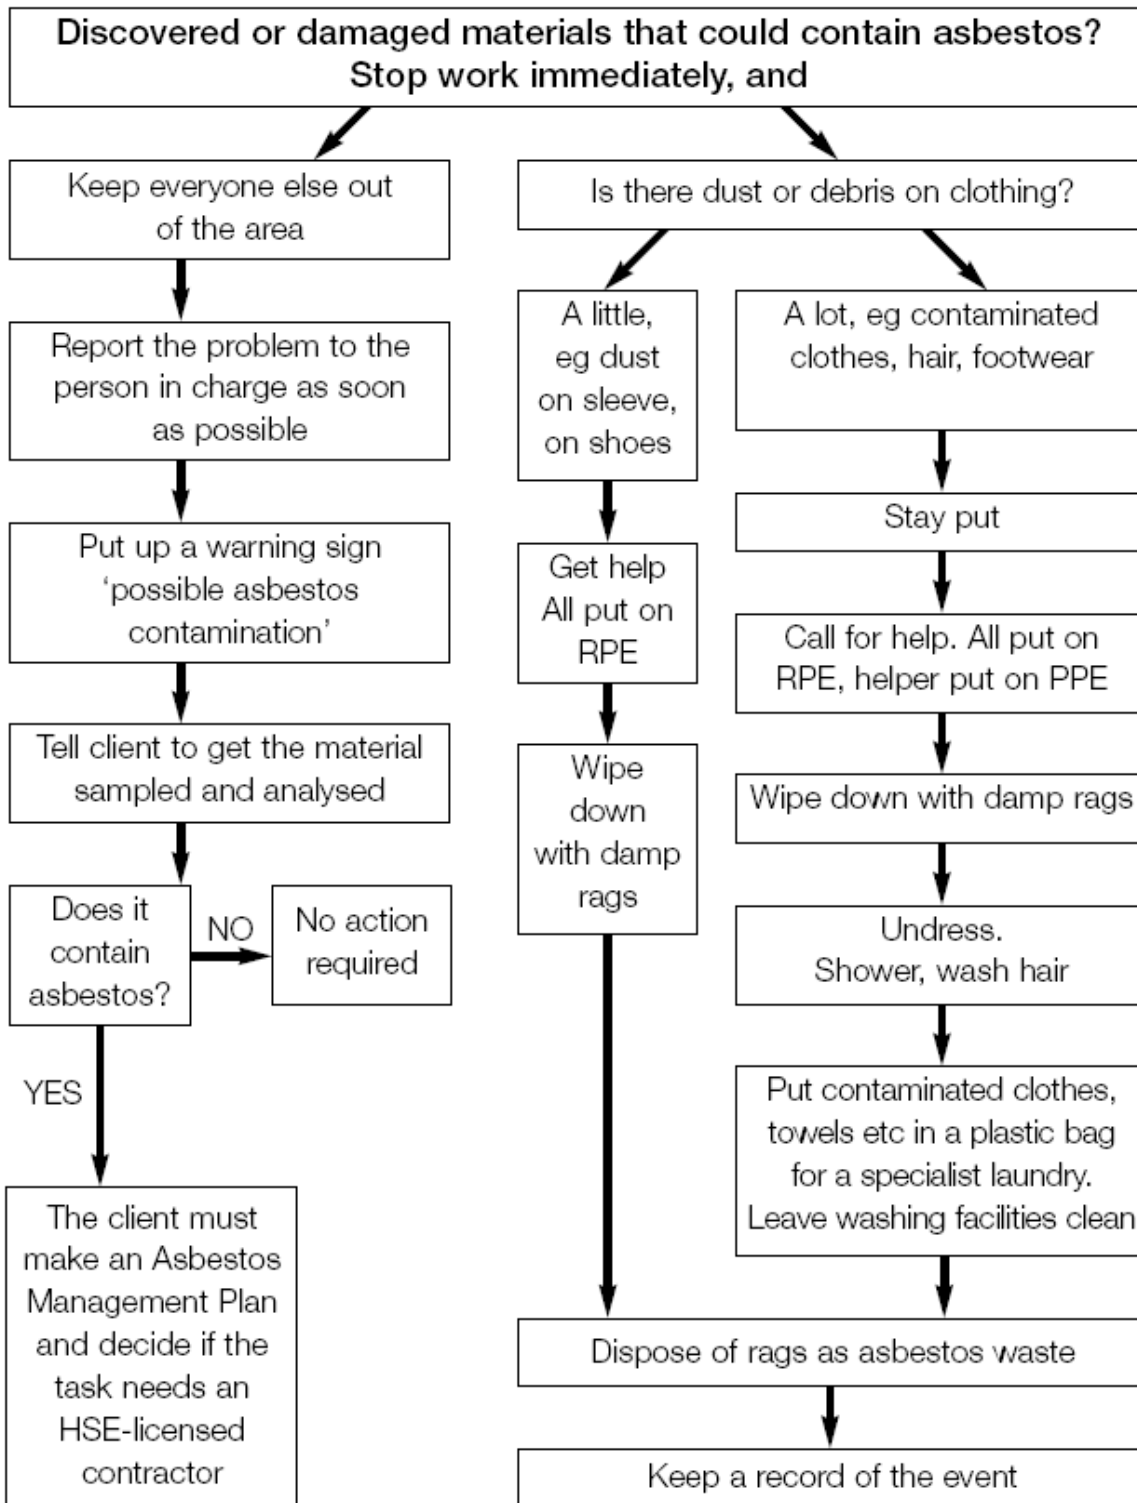 Discovered or damaged materials that could contain asbestos?
Stop work immediately, and
Keep everyone else out
of the area
Report the problem to the
person in charge as soon
as possible
Put up a warning sign
‘possible asbestos
contamination’
Tell client to get the material
sampled and analysed
Does it
contain
asbestos?
NO
No action
required
YES
The client must
make an Asbestos
Management Plan
and decide if the
task needs an
HSE-licensed
contractor
Is there dust or debris on clothing?
A little,
eg dust
on sleeve,
on shoes
Get help
All put on
RPE
Wipe
down
with damp
rags
A lot, eg contaminated
clothes, hair, footwear
Stay put
Call for help. All put on
RPE, helper put on PPE
Wipe down with damp rags
Undress.
Shower, wash hair
Put contaminated clothes,
towels etc in a plastic bag
for a specialist laundry.
Leave washing facilities clean
Dispose of rags as asbestos waste
Keep a record of the event